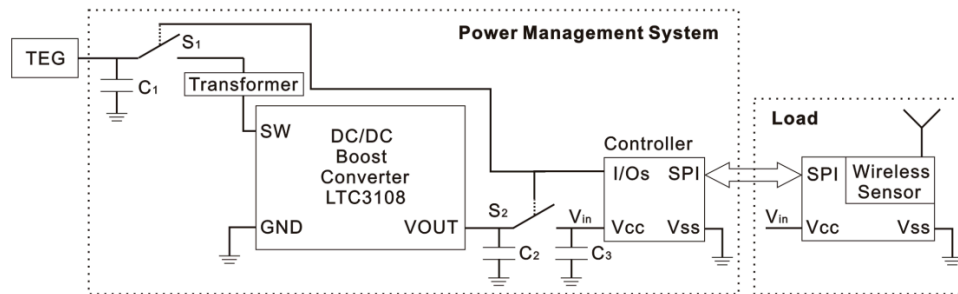 Power Management System
TEG
S1
C1
Transformer
SW
DC/DC
Boost
Converter
LTC3108
GND
VOUT
S2
C2
Vin
C3
Controller
I/Os
SPI
Vcc
Vss
Load
SPI
Wireless
Sensor
Vin
Vcc
Vss